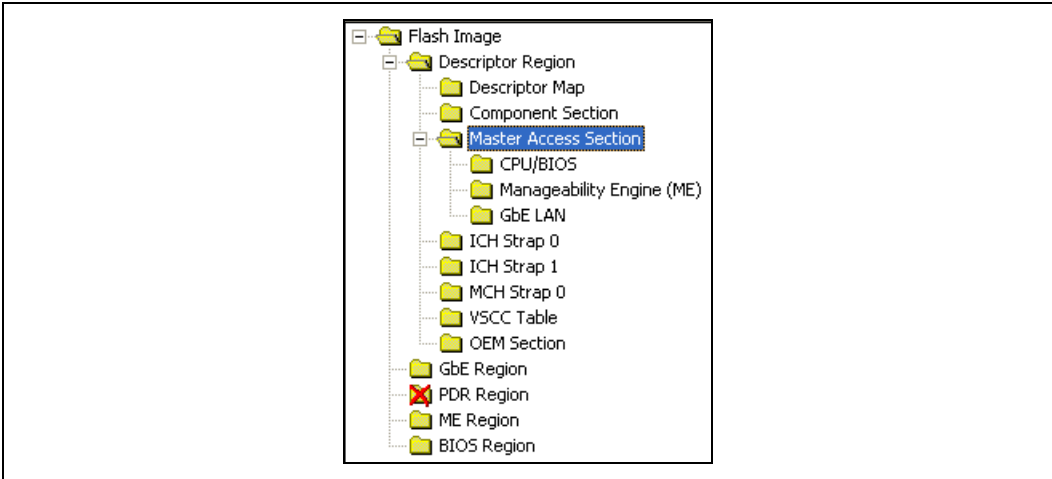 Flash Image
Descriptor Region
Descriptor Map
Component Section
Master Access Section
CPU/BIOS
Manageability Engine (ME)
GbE LAN
ICH Strap 0
ICH Strap 1
MCH Strap 0
VSCC Table
OEM Section
GbE Region
PDR Region
ME Region
BIOS Region